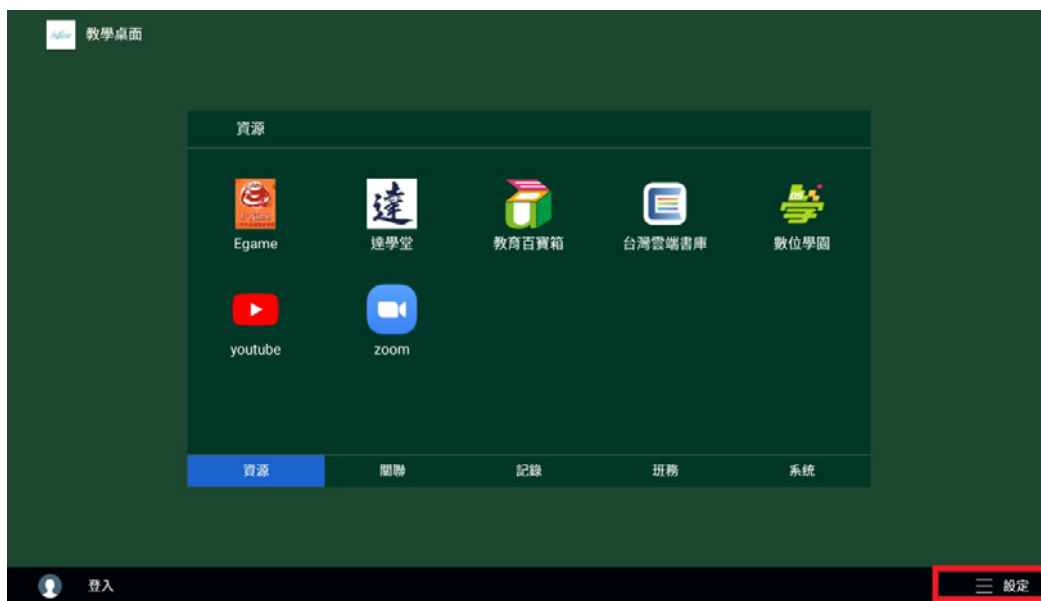 教學桌面
資源
Egame
達
達學堂
教育百寶箱
台灣雲端書庫
數位學園
youtube
zoom
資源 關聯 記錄 班務 系統
登入
設定